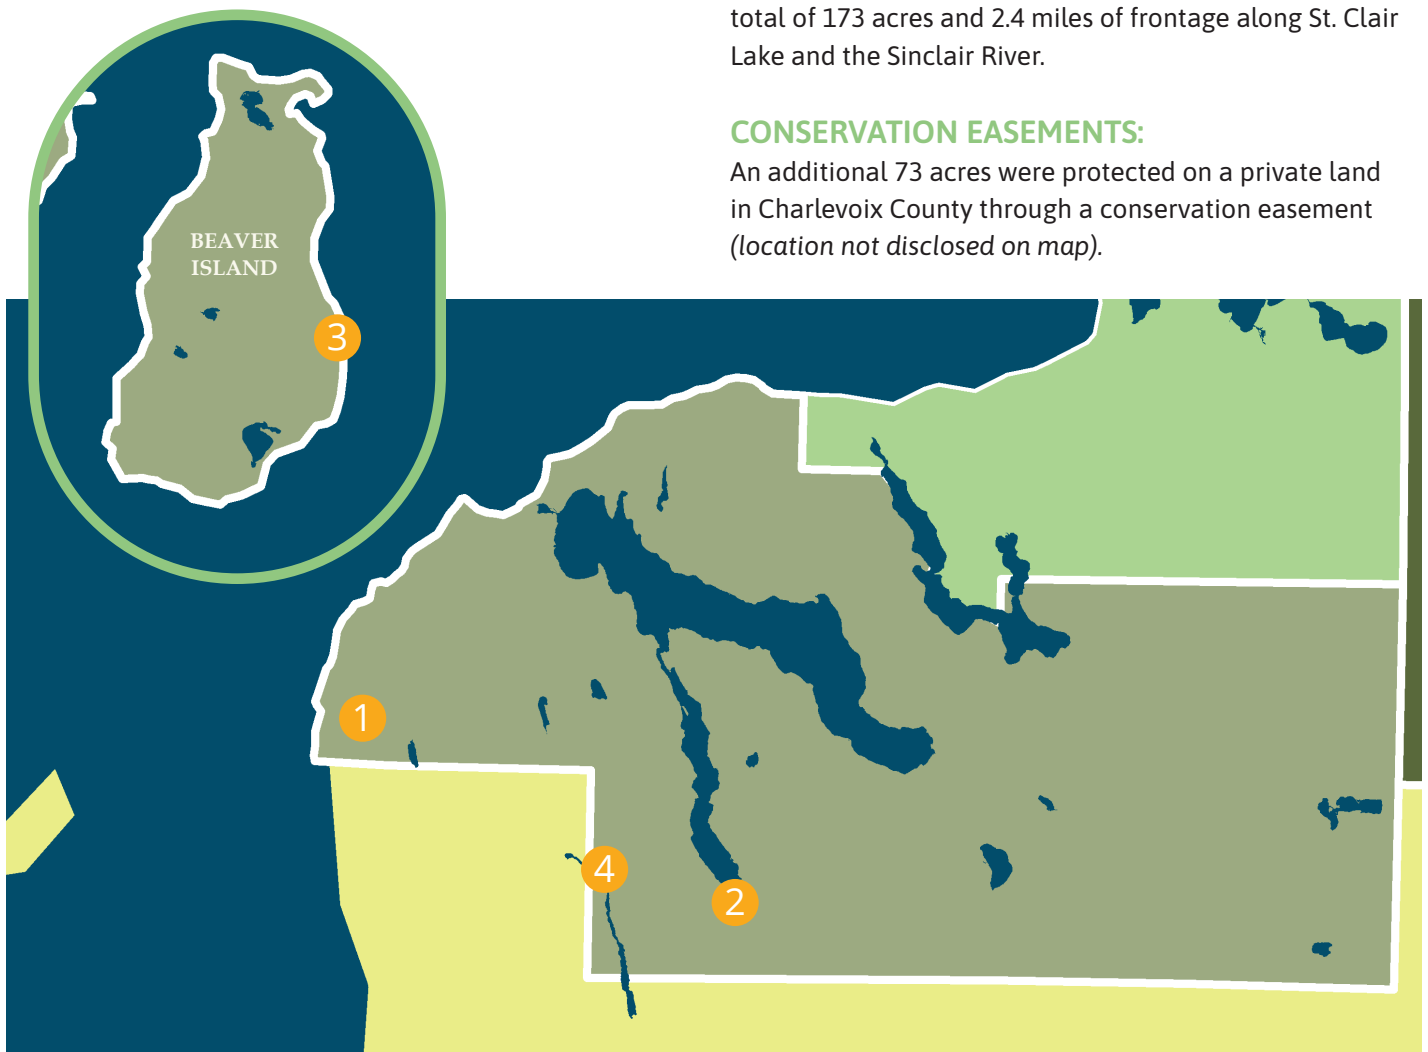 total of 173 acres and 2.4 miles of frontage along St. Clair
Lake and the Sinclair River.
CONSERVATION EASEMENTS:
An additional 73 acres were protected on a private land
in Charlevoix County through a conservation easement
(location not disclosed on map).
BEAVER
ISLAND
3
1
4
2